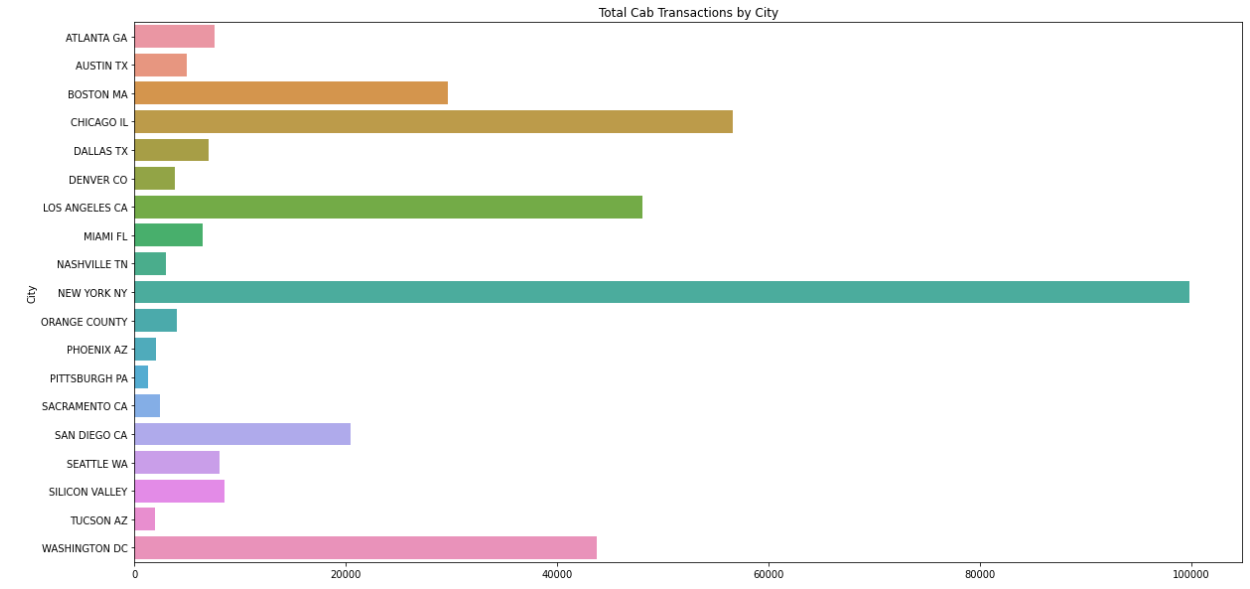 Total Cab Transactions by City
City
ATLANTA GA
AUSTIN TX
BOSTON MA
CHICAGO IL
DALLAS TX
DENVER CO
LOS ANGELES CA
MIAMI FL
NASHVILLE TN
NEW YORK NY
ORANGE COUNTY
PHOENIX AZ
PITTSBURGH PA
SACRAMENTO CA
SAN DIEGO CA
SEATTLE WA
SILICON VALLEY
TUCSON AZ
WASHINGTON DC
0 20000 40000 60000 80000 100000